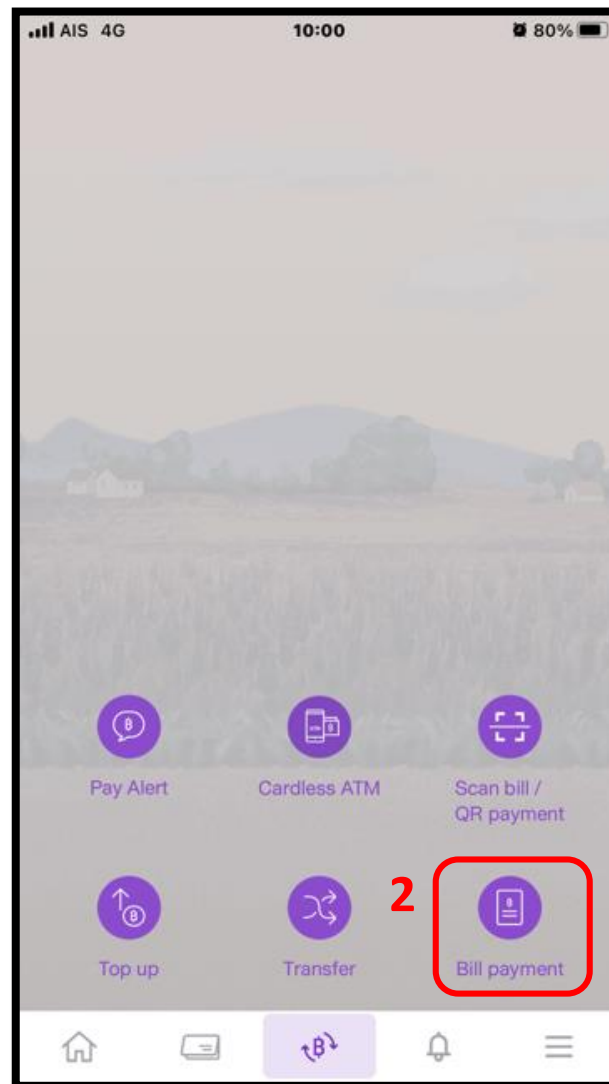 AIS 4G 10:00 80%
Pay Alert Cardless ATM Scan bill /
QR payment
2
Top up Transfer Bill payment